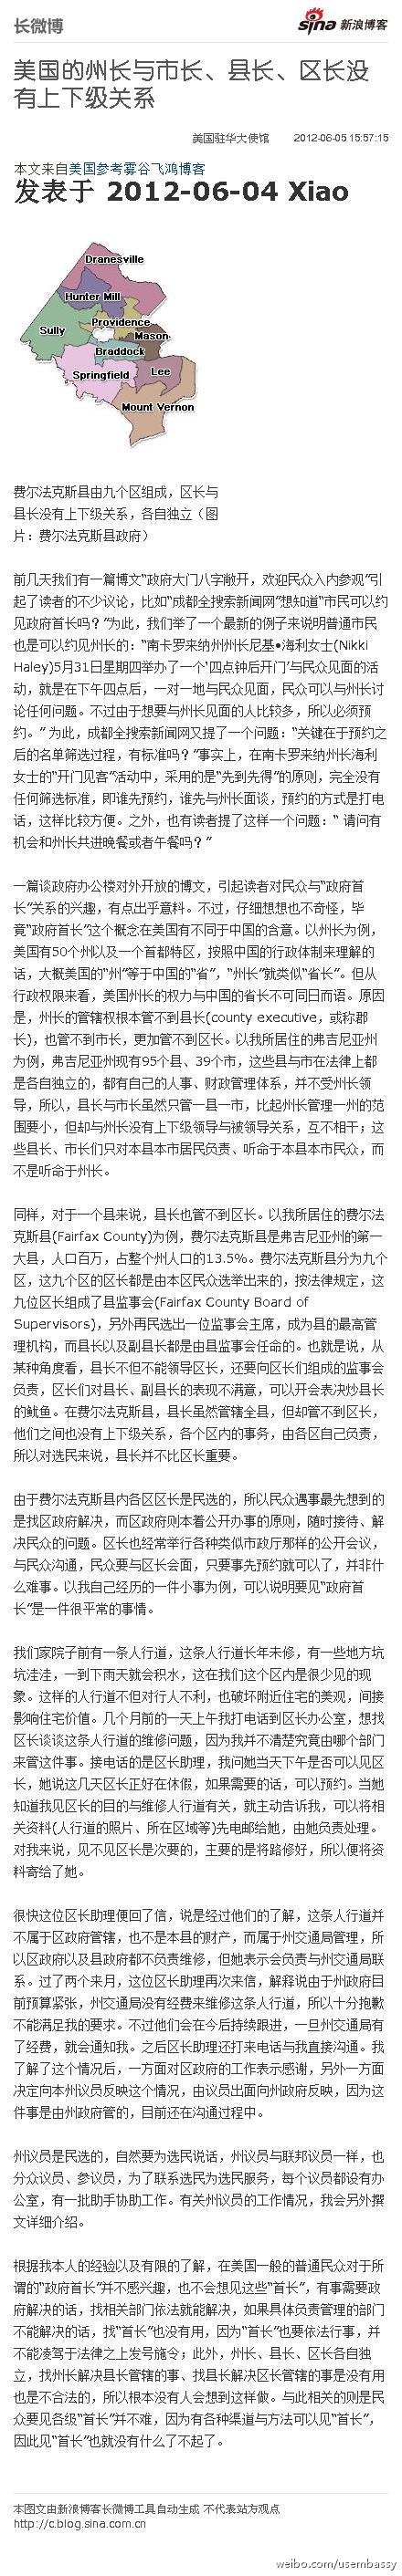 长微博
sina 新浪博客
美国的州长与市长、县长、区长没
有上下级关系
美国驻华大使馆 2012-06-05 15:57:15
本文来自美国参考雾谷飞鸿博客
发表于 2012-06-04 Xiao
Dranesville
Hunter Mill
Providence
Sully
Mason
Braddock
Lee
Springfield
Mount Vernon
费尔法克斯县由九个区组成，区长与
县长没有上下级关系，各自独立（图
片：费尔法克斯县政府）
前几天我们有一篇博文“政府大门八字敞开，欢迎民众入内参观”引
起了读者的不少议论，比如“成都全搜索新闻网”想知道“市民可以约
见政府首长吗？”为此，我们举了一个最新的例子来说明普通市民
也是可以约见州长的：“南卡罗来纳州州长尼基•海利女士(Nikki
Haley)5月31日星期四举办了一个‘四点钟后开门’与民众见面的活
动，就是在下午四点后，一对一地与民众见面，民众可以与州长讨
论任何问题。不过由于想要与州长见面的人比较多，所以必须预
约。” 为此，成都全搜索新闻网又提了一个问题：“关键在于预约之
后的名单筛选过程，有标准吗？”事实上，在南卡罗来纳州长海利
女士的“开门见客”活动中，采用的是“先到先得”的原则，完全没有
任何筛选标准，即谁先预约，谁先与州长面谈，预约的方式是打电
话，这样比较方便。之外，也有读者提了这样一个问题：“ 请问有
机会和州长共进晚餐或者午餐吗？”
一篇谈政府办公楼对外开放的博文，引起读者对民众与“政府首
长”关系的兴趣，有点出乎意料。不过，仔细想想也不奇怪，毕
竟“政府首长”这个概念在美国有不同于中国的含意。以州长为例，
美国有50个州以及一个首都特区，按照中国的行政体制来理解的
话，大概美国的“州”等于中国的“省”，“州长”就类似“省长”。但从
行政权限来看，美国州长的权力与中国的省长不可同日而语。原因
是，州长的管辖权根本管不到县长(county executive，或称郡
长)，也管不到市长，更加管不到区长。以我所居住的弗吉尼亚州
为例，弗吉尼亚州现有95个县、39个市，这些县与市在法律上都
是各自独立的，都有自己的人事、财政管理体系，并不受州长领
导，所以，县长与市长虽然只管一县一市，比起州长管理一州的范
围要小，但却与州长没有上下级领导与被领导关系，互不相干；这
些县长、市长们只对本县本市居民负责、听命于本县本市民众，而
不是听命于州长。
同样，对于一个县来说，县长也管不到区长。以我所居住的费尔法
克斯县(Fairfax County)为例，费尔法克斯县是弗吉尼亚州的第一
大县，人口百万，占整个州人口的13.5%。费尔法克斯县分为九个
区，这九个区的区长都是由本区民众选举出来的，按法律规定，这
九位区长组成了县监事会(Fairfax County Board of
Supervisors)，另外再民选出一位监事会主席，成为县的最高管
理机构，而县长以及副县长都是由县监事会任命的。也就是说，从
某种角度看，县长不但不能领导区长，还要向区长们组成的监事会
负责，区长们对县长、副县长的表现不满意，可以开会表决炒县长
的鱿鱼。在费尔法克斯县，县长虽然管辖全县，但却管不到区长，
他们之间也没有上下级关系，各个区内的事务，由各区自己负责，
所以对选民来说，县长并不比区长重要。
由于费尔法克斯县内各区区长是民选的，所以民众遇事最先想到的
是找区政府解决，而区政府则本着公开办事的原则，随时接待、解
决民众的问题。区长也经常举行各种类似市政厅那样的公开会议，
与民众沟通，民众要与区长会面，只要事先预约就可以了，并非什
么难事。以我自己经历的一件小事为例，可以说明要见“政府首
长”是一件很平常的事情。
我们家院子前有一条人行道，这条人行道长年未修，有一些地方坑
坑洼洼，一到下雨天就会积水，这在我们这个区内是很少见的现
象。这样的人行道不但对行人不利，也破坏附近住宅的美观，间接
影响住宅价值。几个月前的一天上午我打电话到区长办公室，想找
区长谈谈这条人行道的维修问题，因为我并不清楚究竟由哪个部门
来管这件事。接电话的是区长助理，我问她当天下午是否可以见区
长，她说这几天区长正好在休假，如果需要的话，可以预约。当她
知道我见区长的目的与维修人行道有关，就主动告诉我，可以将相
关资料(人行道的照片、所在区域等)先电邮给她，由她负责处理。
对我来说，见不见区长是次要的，主要的是将路修好，所以便将资
料寄给了她。
很快这位区长助理便回了信，说是经过他们的了解，这条人行道并
不属于区政府管辖，也不是本县的财产，而属于州交通局管理，所
以区政府以及县政府都不负责维修，但她表示会负责与州交通局联
系。过了两个来月，这位区长助理再次来信，解释说由于州政府目
前预算紧张，州交通局没有经费来维修这条人行道，所以十分抱歉
不能满足我的要求。不过他们会在今后持续跟进，一旦州交通局有
了经费，就会通知我。之后区长助理还打来电话与我直接沟通。我
了解了这个情况后，一方面对区政府的工作表示感谢，另外一方面
决定向本州议员反映这个情况，由议员出面向州政府反映，因为这
件事是由州政府管的，目前还在沟通过程中。
州议员是民选的，自然要为选民说话，州议员与联邦议员一样，也
分众议员、参议员，为了联系选民为选民服务，每个议员都设有办
公室，有一批助手协助工作。有关州议员的工作情况，我会另外撰
文详细介绍。
根据我本人的经验以及有限的了解，在美国一般的普通民众对于所
谓的“政府首长”并不感兴趣，也不会想见这些“首长”，有事需要政
府解决的话，找相关部门依法就能解决，如果具体负责管理的部门
不能解决的话，找“首长”也没有用，因为“首长”也要依法行事，并
不能凌驾于法律之上发号施令；此外，州长、县长、区长各自独
立，找州长解决县长管辖的事、找县长解决区长管辖的事是没有用
也是不合法的，所以根本没有人会想到这样做。与此相关的则是民
众要见各级“首长”并不难，因为有各种渠道与方法可以见“首长”，
因此见“首长”也就没有什么了不起了。
本图文由新浪博客长微博工具自动生成 不代表站方观点
http://c.blog.sina.com.cn
weibo.com/usembassy